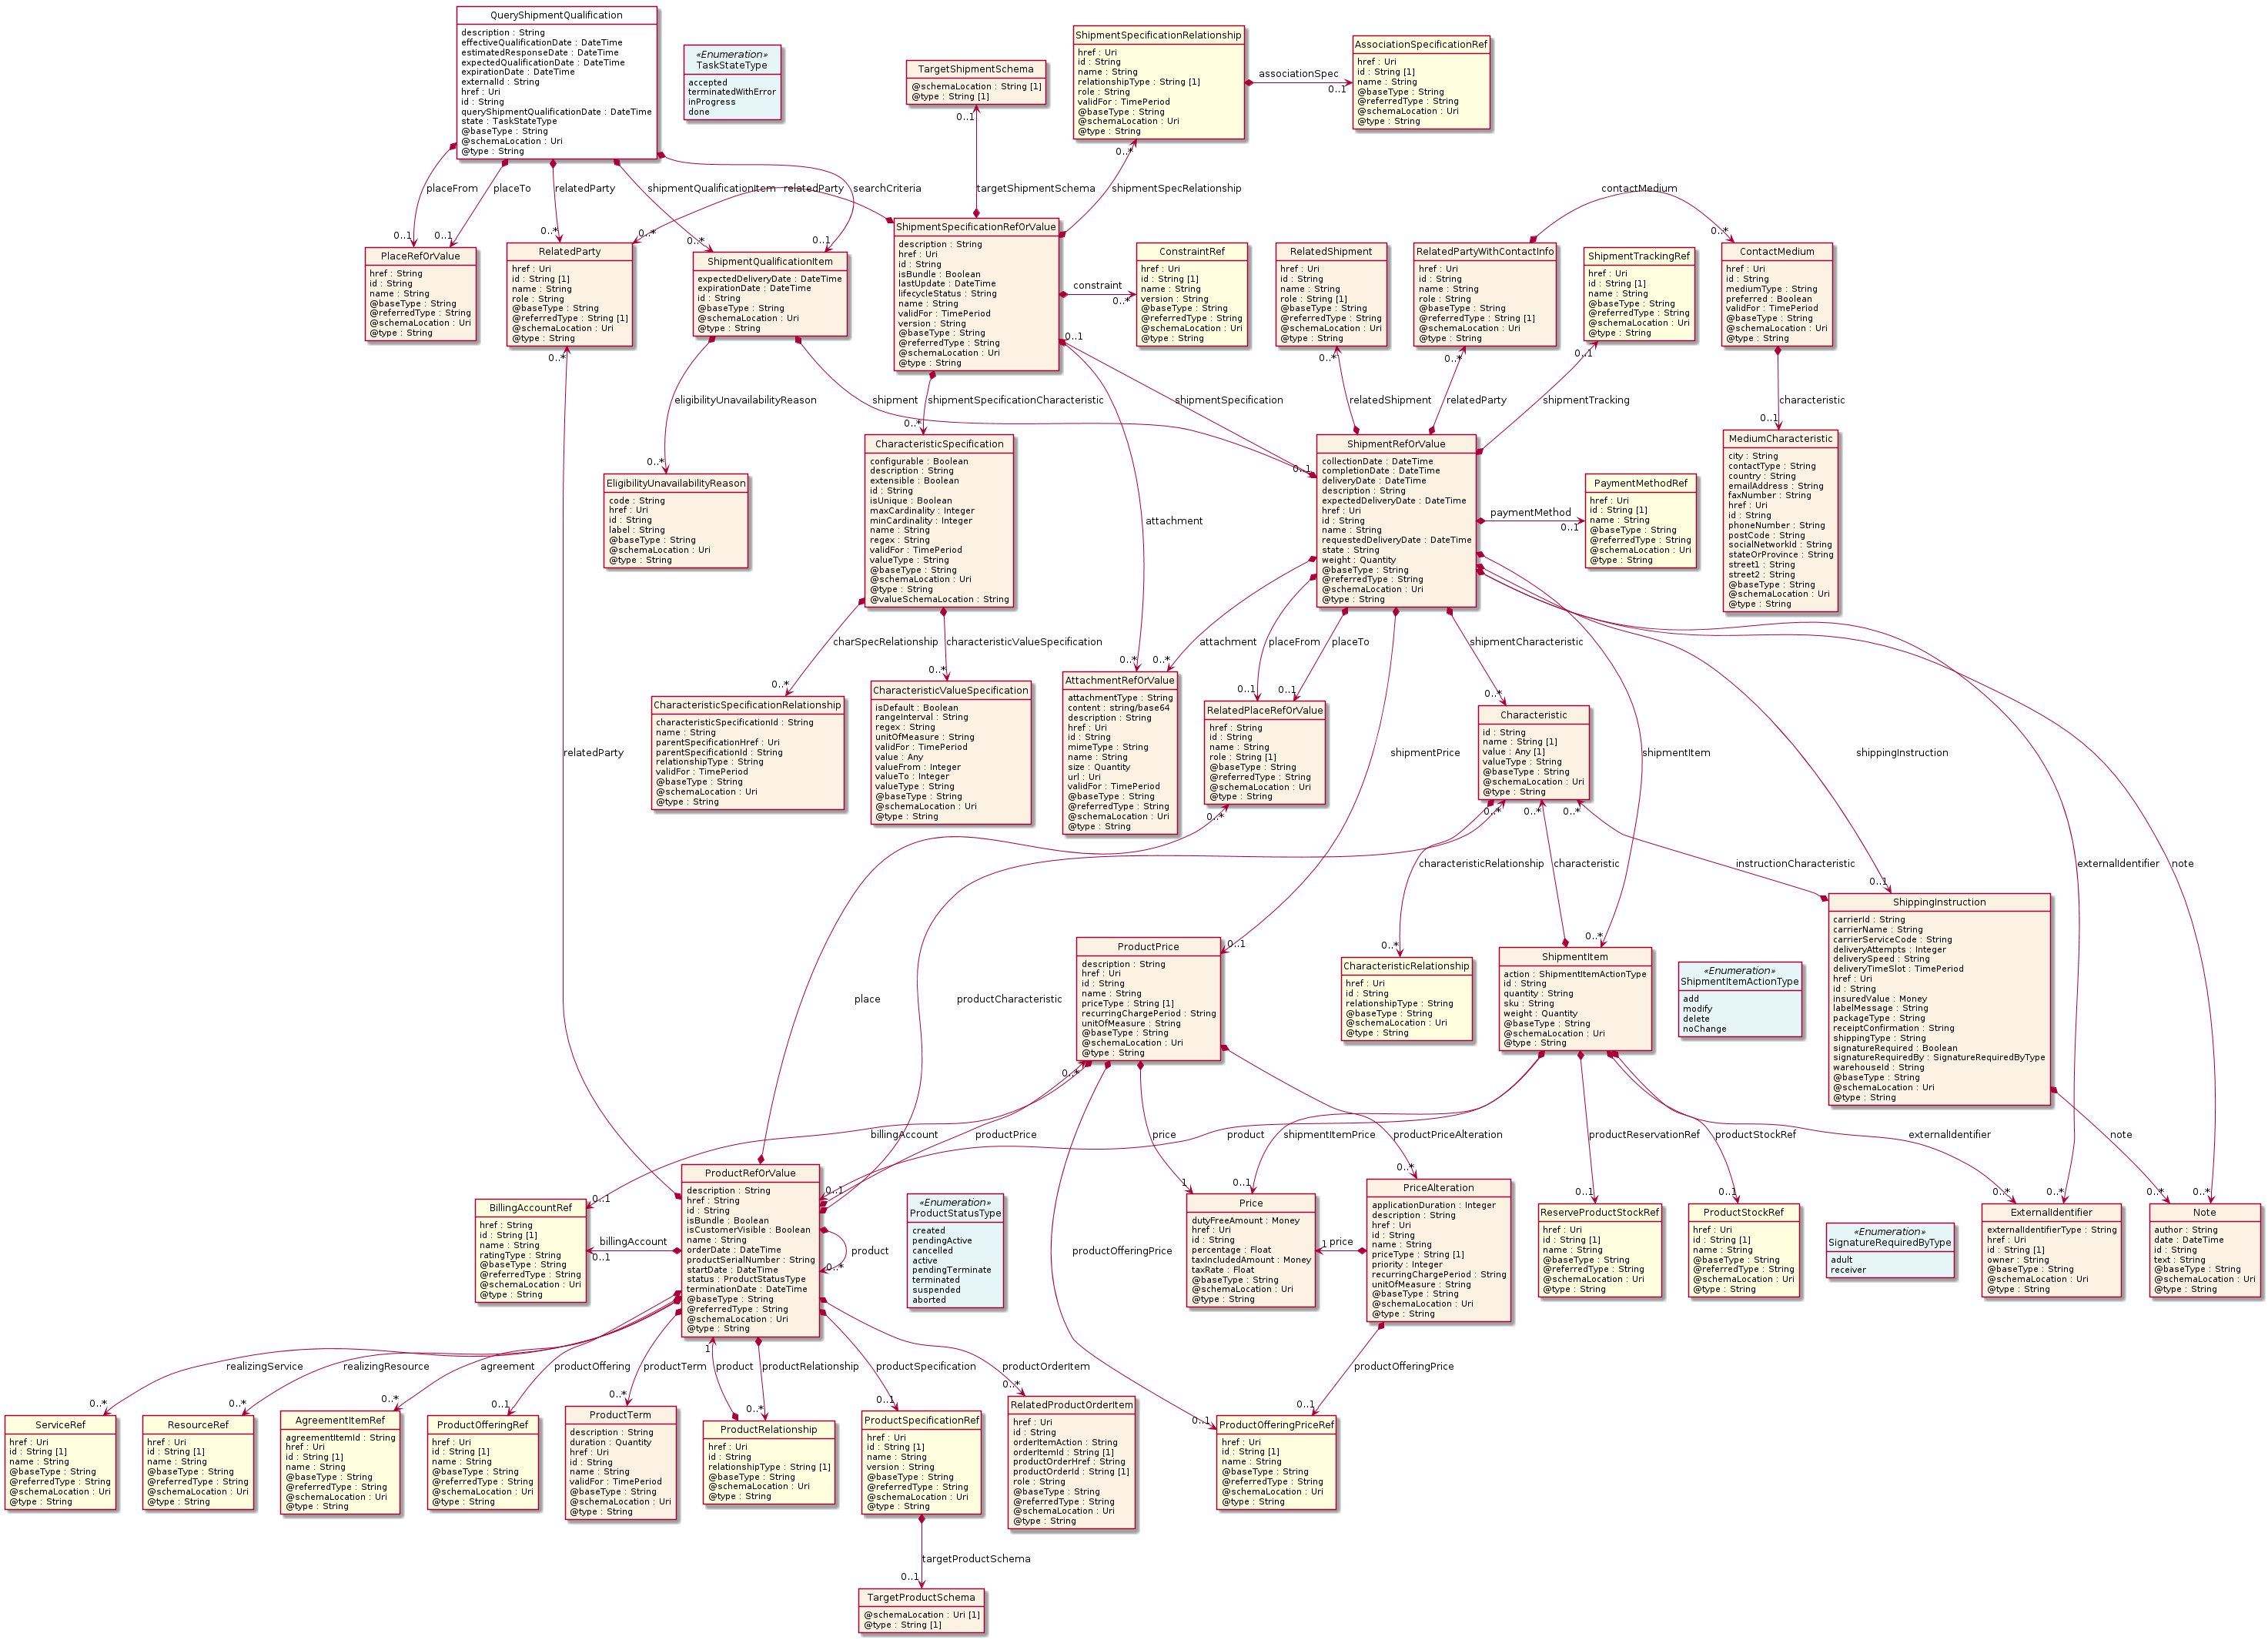 QueryShipmentQualification
description : String
effectiveQualificationDate : DateTime
estimatedResponseDate : DateTime
expectedQualificationDate : DateTime
expirationDate : DateTime
externalId : String
href : Uri
id : String
queryShipmentQualificationDate : DateTime
state : TaskStateType
@baseType : String
@schemaLocation : Uri
@type : String
«Enumeration»
TaskStateType
accepted
terminatedWithError
inProgress
done
TargetShipmentSchema
@schemaLocation : String [1]
@type : String [1]
ShipmentSpecificationRelationship
href : Uri
id : String
name : String
relationshipType : String [1]
role : String
validFor : TimePeriod
@baseType : String
@schemaLocation : Uri
@type : String
associationSpec
0..1
AssociationSpecificationRef
href : Uri
id : String [1]
name : String
@baseType : String
@referredType : String
@schemaLocation : Uri
@type : String
0..1
0..*
placeFrom
placeTo
relatedParty
shipmentQualificationItem
relatedParty
searchCriteria
targetShipmentSchema
shipmentSpecRelationship
contactMedium
0..1
0..1
0..*
0..*
0..*
0..1
0..*
PlaceRefOrValue
href : String
id : String
name : String
@baseType : String
@referredType : String
@schemaLocation : Uri
@type : String
RelatedParty
href : Uri
id : String [1]
name : String
role : String
@baseType : String
@referredType : String [1]
@schemaLocation : Uri
@type : String
ShipmentQualificationItem
expectedDeliveryDate : DateTime
expirationDate : DateTime
id : String
@baseType : String
@schemaLocation : Uri
@type : String
ShipmentSpecificationRefOrValue
description : String
href : Uri
id : String
isBundle : Boolean
lastUpdate : DateTime
lifecycleStatus : String
name : String
validFor : TimePeriod
version : String
@baseType : String
@referredType : String
@schemaLocation : Uri
@type : String
constraint
0..*
ConstraintRef
href : Uri
id : String [1]
name : String
version : String
@baseType : String
@referredType : String
@schemaLocation : Uri
@type : String
RelatedShipment
href : Uri
id : String
name : String
role : String [1]
@baseType : String
@referredType : String
@schemaLocation : Uri
@type : String
RelatedPartyWithContactInfo
href : Uri
id : String
name : String
role : String
@baseType : String
@referredType : String [1]
@schemaLocation : Uri
@type : String
ShipmentTrackingRef
href : Uri
id : String [1]
name : String
@baseType : String
@referredType : String
@schemaLocation : Uri
@type : String
ContactMedium
href : Uri
id : String
mediumType : String
preferred : Boolean
validFor : TimePeriod
@baseType : String
@schemaLocation : Uri
@type : String
0..*
0..1
0..*
0..*
0..1
eligibilityUnavailabilityReason
shipment
shipmentSpecificationCharacteristic
shipmentSpecification
relatedShipment
relatedParty
shipmentTracking
characteristic
0..*
0..*
0..1
0..1
EligibilityUnavailabilityReason
code : String
href : Uri
id : String
label : String
@baseType : String
@schemaLocation : Uri
@type : String
CharacteristicSpecification
configurable : Boolean
description : String
extensible : Boolean
id : String
isUnique : Boolean
maxCardinality : Integer
minCardinality : Integer
name : String
regex : String
validFor : TimePeriod
valueType : String
@baseType : String
@schemaLocation : Uri
@type : String
@valueSchemaLocation : String
attachment
ShipmentRefOrValue
collectionDate : DateTime
completionDate : DateTime
deliveryDate : DateTime
description : String
expectedDeliveryDate : DateTime
href : Uri
id : String
name : String
requestedDeliveryDate : DateTime
state : String
weight : Quantity
@baseType : String
@referredType : String
@schemaLocation : Uri
@type : String
paymentMethod
0..1
PaymentMethodRef
href : Uri
id : String [1]
name : String
@baseType : String
@referredType : String
@schemaLocation : Uri
@type : String
MediumCharacteristic
city : String
contactType : String
country : String
emailAddress : String
faxNumber : String
href : Uri
id : String
phoneNumber : String
postCode : String
socialNetworkId : String
stateOrProvince : String
street1 : String
street2 : String
@baseType : String
@schemaLocation : Uri
@type : String
charSpecRelationship
characteristicValueSpecification
attachment
placeFrom
placeTo
shipmentCharacteristic
0..*
0..*
0..*
0..*
0..1
0..1
0..*
CharacteristicSpecificationRelationship
characteristicSpecificationId : String
name : String
parentSpecificationHref : Uri
parentSpecificationId : String
relationshipType : String
validFor : TimePeriod
@baseType : String
@schemaLocation : Uri
@type : String
CharacteristicValueSpecification
isDefault : Boolean
rangeInterval : String
regex : String
unitOfMeasure : String
validFor : TimePeriod
value : Any
valueFrom : Integer
valueTo : Integer
valueType : String
@baseType : String
@schemaLocation : Uri
@type : String
AttachmentRefOrValue
attachmentType : String
content : string/base64
description : String
href : Uri
id : String
mimeType : String
name : String
size : Quantity
url : Uri
validFor : TimePeriod
@baseType : String
@referredType : String
@schemaLocation : Uri
@type : String
RelatedPlaceRefOrValue
href : String
id : String
name : String
role : String [1]
@baseType : String
@referredType : String
@schemaLocation : Uri
@type : String
Characteristic
id : String
name : String [1]
value : Any [1]
valueType : String
@baseType : String
@schemaLocation : Uri
@type : String
relatedParty
shipmentPrice
shipmentItem
shippingInstruction
0..*
0..*
0..*
0..*
characteristicRelationship
characteristic
instructionCharacteristic
externalIdentifier
note
0..1
0..*
0..*
0..1
ShippingInstruction
carrierId : String
carrierName : String
carrierServiceCode : String
deliveryAttempts : Integer
deliverySpeed : String
deliveryTimeSlot : TimePeriod
href : Uri
id : String
insuredValue : Money
labelMessage : String
packageType : String
receiptConfirmation : String
shippingType : String
signatureRequired : Boolean
signatureRequiredBy : SignatureRequiredByType
warehouseId : String
@baseType : String
@schemaLocation : Uri
@type : String
place
productCharacteristic
ProductPrice
description : String
href : Uri
id : String
name : String
priceType : String [1]
recurringChargePeriod : String
unitOfMeasure : String
@baseType : String
@schemaLocation : Uri
@type : String
CharacteristicRelationship
href : Uri
id : String
relationshipType : String
@baseType : String
@schemaLocation : Uri
@type : String
ShipmentItem
action : ShipmentItemActionType
id : String
quantity : String
sku : String
weight : Quantity
@baseType : String
@schemaLocation : Uri
@type : String
«Enumeration»
ShipmentItemActionType
add
modify
delete
noChange
0..*
billingAccount
productPrice
price
product
shipmentItemPrice
productPriceAlteration
productReservationRef
productStockRef
externalIdentifier
note
0..1
0..1
1
0..1
0..*
0..1
0..1
0..*
0..*
0..*
0..*
BillingAccountRef
href : String
id : String [1]
name : String
ratingType : String
@baseType : String
@referredType : String
@schemaLocation : Uri
@type : String
billingAccount
0..1
ProductRefOrValue
description : String
href : String
id : String
isBundle : Boolean
isCustomerVisible : Boolean
name : String
orderDate : DateTime
productSerialNumber : String
startDate : DateTime
status : ProductStatusType
terminationDate : DateTime
@baseType : String
@referredType : String
@schemaLocation : Uri
@type : String
product
0..*
«Enumeration»
ProductStatusType
created
pendingActive
cancelled
active
pendingTerminate
terminated
suspended
aborted
productOfferingPrice
Price
dutyFreeAmount : Money
href : Uri
id : String
percentage : Float
taxIncludedAmount : Money
taxRate : Float
@baseType : String
@schemaLocation : Uri
@type : String
1
price
PriceAlteration
applicationDuration : Integer
description : String
href : Uri
id : String
name : String
priceType : String [1]
priority : Integer
recurringChargePeriod : String
unitOfMeasure : String
@baseType : String
@schemaLocation : Uri
@type : String
ReserveProductStockRef
href : Uri
id : String [1]
name : String
@baseType : String
@referredType : String
@schemaLocation : Uri
@type : String
ProductStockRef
href : Uri
id : String [1]
name : String
@baseType : String
@referredType : String
@schemaLocation : Uri
@type : String
«Enumeration»
SignatureRequiredByType
adult
receiver
ExternalIdentifier
externalIdentifierType : String
href : Uri
id : String [1]
owner : String
@baseType : String
@schemaLocation : Uri
@type : String
Note
author : String
date : DateTime
id : String
text : String
@baseType : String
@schemaLocation : Uri
@type : String
1
realizingService
realizingResource
agreement
productOffering
productTerm
product
productRelationship
productSpecification
productOrderItem
productOfferingPrice
0..*
0..*
0..*
0..1
0..*
0..*
0..1
0..*
0..1
0..1
ServiceRef
href : Uri
id : String [1]
name : String
@baseType : String
@referredType : String
@schemaLocation : Uri
@type : String
ResourceRef
href : Uri
id : String [1]
name : String
@baseType : String
@referredType : String
@schemaLocation : Uri
@type : String
AgreementItemRef
agreementItemId : String
href : Uri
id : String [1]
name : String
@baseType : String
@referredType : String
@schemaLocation : Uri
@type : String
ProductOfferingRef
href : Uri
id : String [1]
name : String
@baseType : String
@referredType : String
@schemaLocation : Uri
@type : String
ProductTerm
description : String
duration : Quantity
href : Uri
id : String
name : String
validFor : TimePeriod
@baseType : String
@schemaLocation : Uri
@type : String
ProductRelationship
href : Uri
id : String
relationshipType : String [1]
@baseType : String
@schemaLocation : Uri
@type : String
ProductSpecificationRef
href : Uri
id : String [1]
name : String
version : String
@baseType : String
@referredType : String
@schemaLocation : Uri
@type : String
RelatedProductOrderItem
href : Uri
id : String
orderItemAction : String
orderItemId : String [1]
productOrderHref : String
productOrderId : String [1]
role : String
@baseType : String
@referredType : String
@schemaLocation : Uri
@type : String
ProductOfferingPriceRef
href : Uri
id : String [1]
name : String
@baseType : String
@referredType : String
@schemaLocation : Uri
@type : String
targetProductSchema
0..1
TargetProductSchema
@schemaLocation : Uri [1]
@type : String [1]